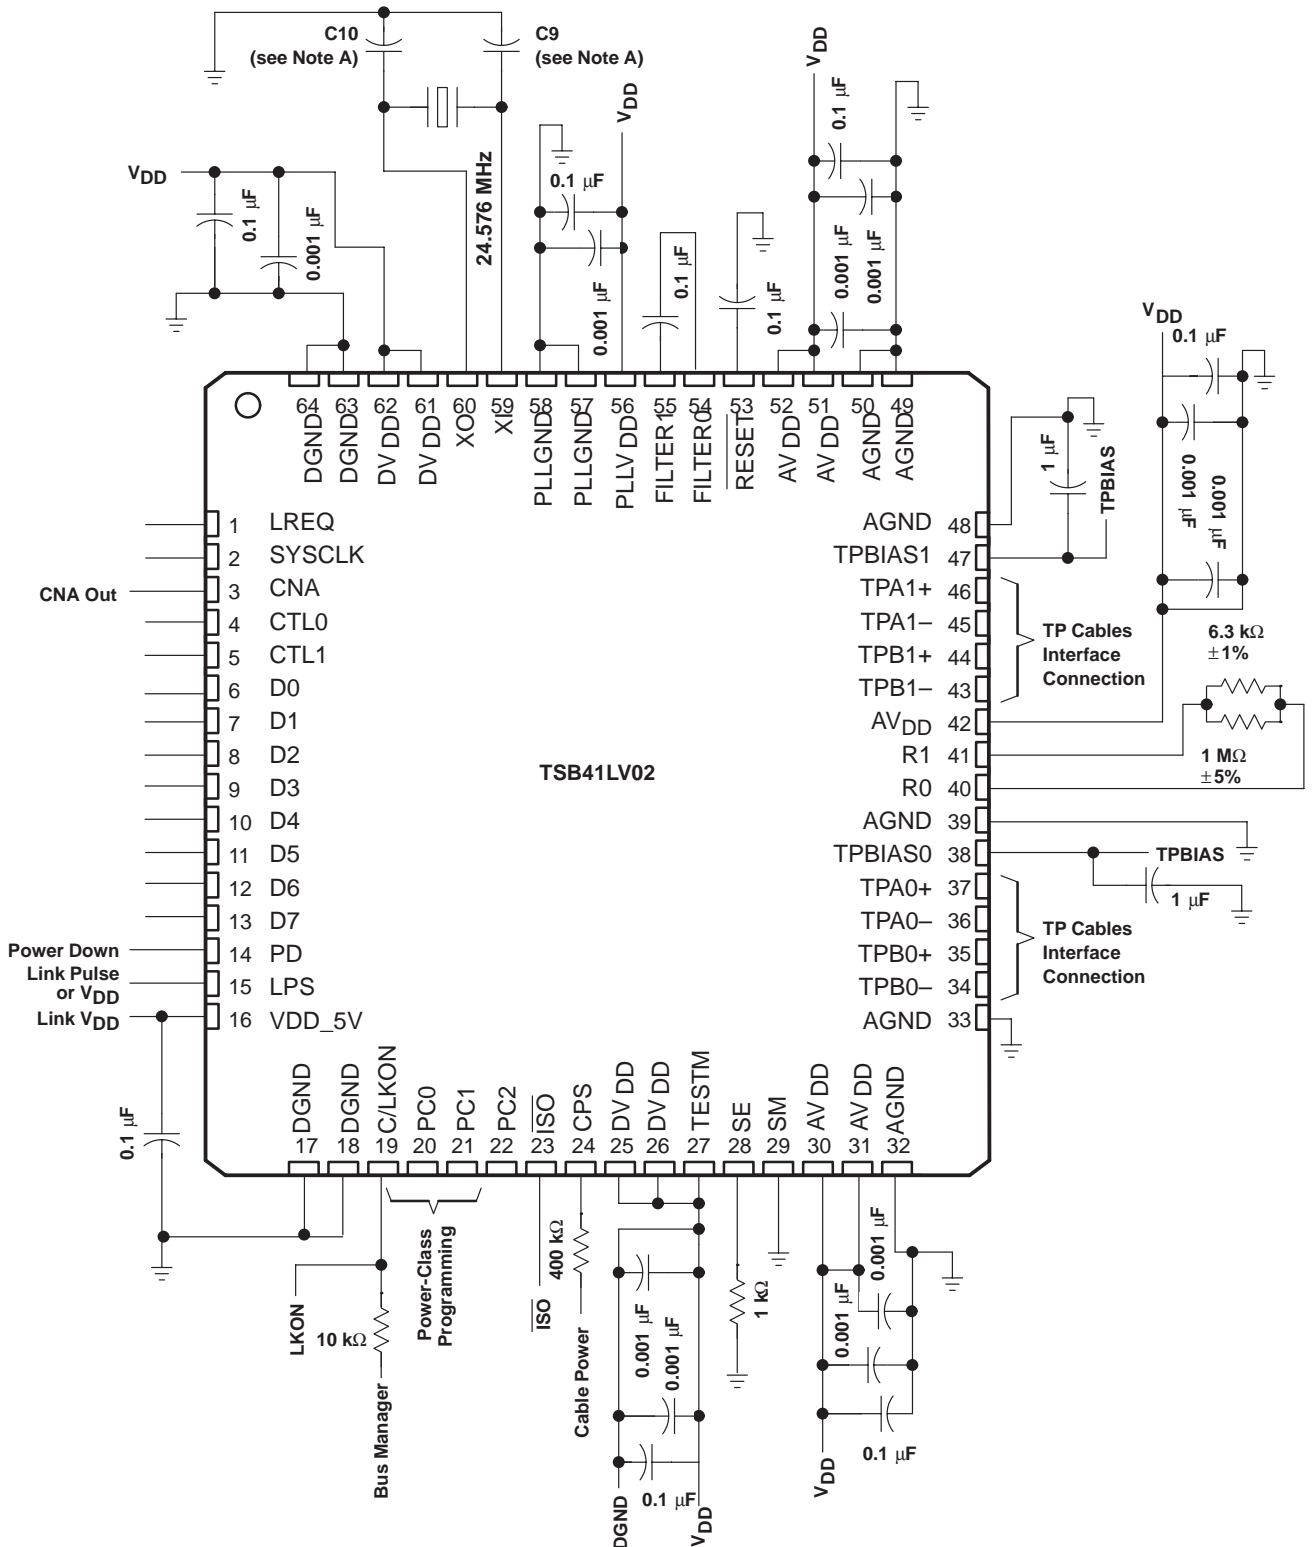 C10
(see Note A)
C9
(see Note A)
VDD
VDD
0.1 µF
0.1 µF
0.001 µF
24.576 MHz
VDD
0.1 µF
0.001 µF
0.1 µF
0.1 µF
0.001 µF
0.001 µF
VDD
0.1 µF
0.001 µF
0.001 µF
1 µF
TPBIAS
64 63 62 61 60 59 58 57 56 55 54 53 52 51 50 49
DGND
DGND
DVDD
DVDD
XO
XI
PLLGND
PLLGND
PLLVDD
FILTER1
FILTER0
RESET
AVDD
AVDD
AGND
AGND
1 LREQ
2 SYSCLK
CNA Out 3 CNA
4 CTL0
5 CTL1
6 D0
7 D1
8 D2
9 D3
10 D4
11 D5
12 D6
13 D7
Power Down 14 PD
Link Pulse
or VDD
15 LPS
Link VDD 16 VDD_5V
TSB41LV02
AGND 48
TPBIAS1 47
TPA1+ 46
TPA1– 45
TPB1+ 44
TPB1– 43
TP Cables
Interface
Connection
AVDD 42
R1 41
R0 40
6.3 kΩ
±1%
1 MΩ
±5%
AGND 39
TPBIAS0 38 TPBIAS
1 µF
TPA0+ 37
TPA0– 36
TPB0+ 35
TPB0– 34
TP Cables
Interface
Connection
AGND 33
DGND
DGND
C/LKON
PC0
PC1
PC2
ISO
CPS
DVDD
DVDD
TESTM
SE
SM
AVDD
AVDD
AGND
17 18 19 20 21 22 23 24 25 26 27 28 29 30 31 32
0.1 µF
LKON
10 kΩ
Bus Manager
Power-Class
Programming
ISO
400 kΩ
Cable Power
0.001 µF
0.001 µF
0.1 µF
DGND
VDD
1 kΩ
0.001 µF
0.001 µF
0.1 µF
VDD